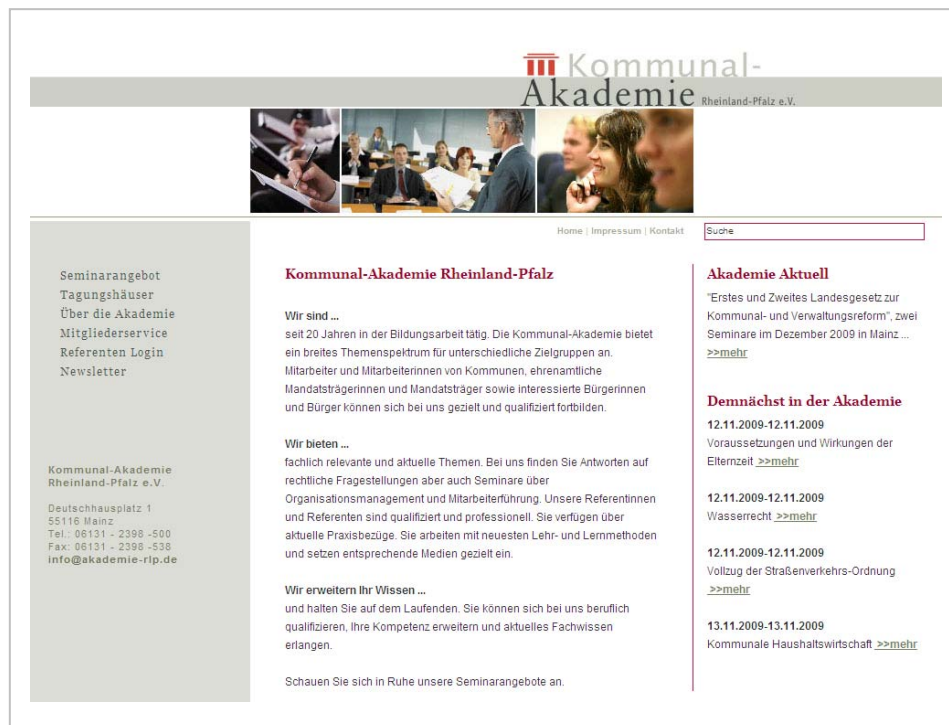 Kommunal-
Akademie Rheinland-Pfalz e.V.
Home | Impressum | Kontakt
Suche
Seminarangebot
Tagungshäuser
Über die Akademie
Mitgliederservice
Referenten Login
Newsletter
Kommunal-Akademie
Rheinland-Pfalz e.V.
Deutschhausplatz 1
55116 Mainz
Tel.: 06131 - 2398 -500
Fax: 06131 - 2398 -538
info@akademie-rlp.de
Kommunal-Akademie Rheinland-Pfalz
Wir sind ...
seit 20 Jahren in der Bildungsarbeit tätig. Die Kommunal-Akademie bietet
ein breites Themenspektrum für unterschiedliche Zielgruppen an.
Mitarbeiter und Mitarbeiterinnen von Kommunen, ehrenamtliche
Mandatsträgerinnen und Mandatsträger sowie interessierte Bürgerinnen
und Bürger können sich bei uns gezielt und qualifiziert fortbilden.
Wir bieten ...
fachlich relevante und aktuelle Themen. Bei uns finden Sie Antworten auf
rechtliche Fragestellungen aber auch Seminare über
Organisationsmanagement und Mitarbeiterführung. Unsere Referentinnen
und Referenten sind qualifiziert und professionell. Sie verfügen über
aktuelle Praxisbezüge. Sie arbeiten mit neuesten Lehr- und Lernmethoden
und setzen entsprechende Medien gezielt ein.
Wir erweitern Ihr Wissen ...
und halten Sie auf dem Laufenden. Sie können sich bei uns beruflich
qualifizieren, Ihre Kompetenz erweitern und aktuelles Fachwissen
erlangen.
Schauen Sie sich in Ruhe unsere Seminarangebote an.
Akademie Aktuell
"Erstes und Zweites Landesgesetz zur
Kommunal- und Verwaltungsreform", zwei
Seminare im Dezember 2009 in Mainz ...
>>mehr
Demnächst in der Akademie
12.11.2009-12.11.2009
Voraussetzungen und Wirkungen der
Elternzeit >>mehr
12.11.2009-12.11.2009
Wasserrecht >>mehr
12.11.2009-12.11.2009
Vollzug der Straßenverkehrs-Ordnung
>>mehr
13.11.2009-13.11.2009
Kommunale Haushaltswirtschaft >>mehr